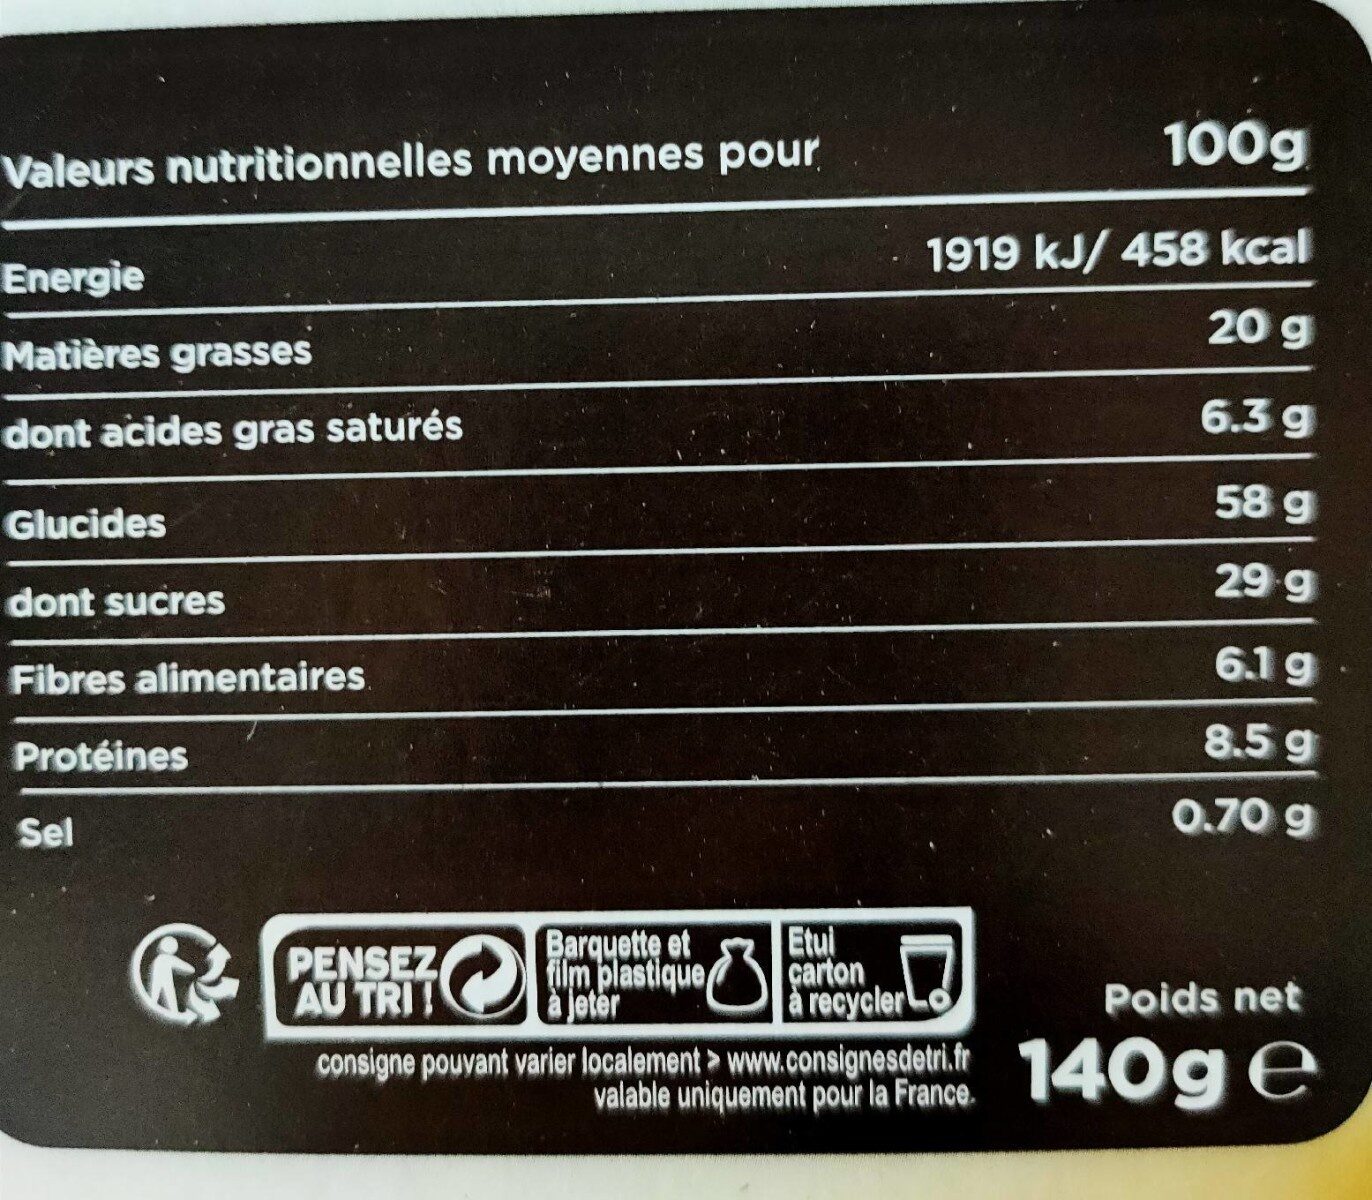 Valeurs nutritionnelles moyennes pour 100g
Energie 1919 kJ/ 458 kcal
Matières grasses 20 g
dont acides gras saturés 6.3 g
Glucides 58 g
dont sucres 29 g
Fibres alimentaires 6.1 g
Protéines 8.5 g
Sel 0.70 g
PENSEZ
AU TRI !
Barquette et
film plastique
à jeter
Etui
carton
à recycler
consigne pouvant varier localement > www.consignesdetri.fr
valable uniquement pour la France.
Poids net
140g e